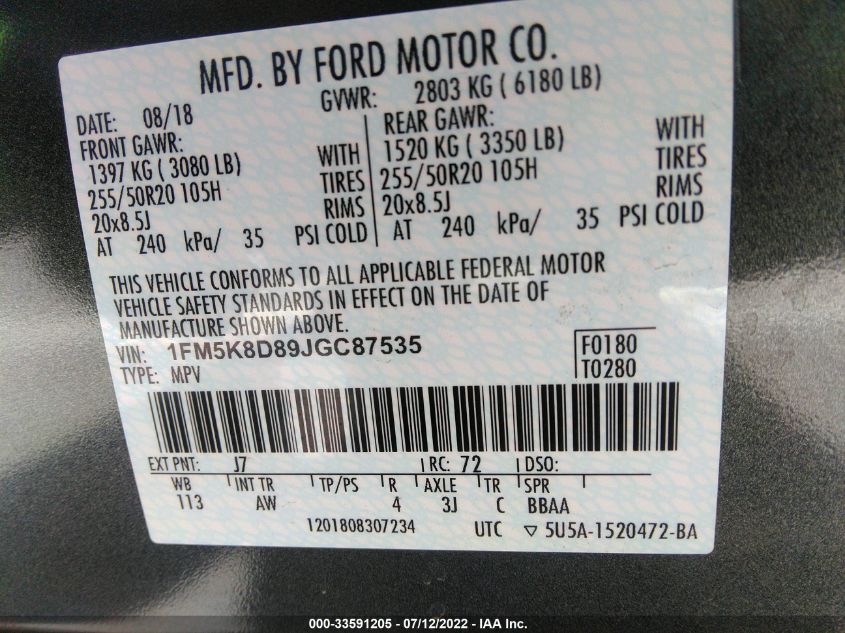 MFD. BY FORD MOTOR CO.
DATE: 08/18
GVWR: 2803 KG ( 6180 LB)
FRONT GAWR:
1397 KG ( 3080 LB) WITH
255/50R20 105H TIRES
20x8.5J RIMS
AT 240 kPa/ 35 PSI COLD
REAR GAWR:
1520 KG ( 3350 LB) WITH
255/50R20 105H TIRES
20x8.5J RIMS
AT 240 kPa/ 35 PSI COLD
THIS VEHICLE CONFORMS TO ALL APPLICABLE FEDERAL MOTOR
VEHICLE SAFETY STANDARDS IN EFFECT ON THE DATE OF
MANUFACTURE SHOWN ABOVE.
VIN: 1FM5K8D89JGC87535
TYPE: MPV
F0180
T0280
EXT PNT: J7 RC: 72 DSO:
WB INT TR TP/PS R AXLE TR SPR
113 AW 4 3J C BBAA
1201808307234 UTC ▽ 5U5A-1520472-BA
000-33591205 - 07/12/2022 - IAA Inc.